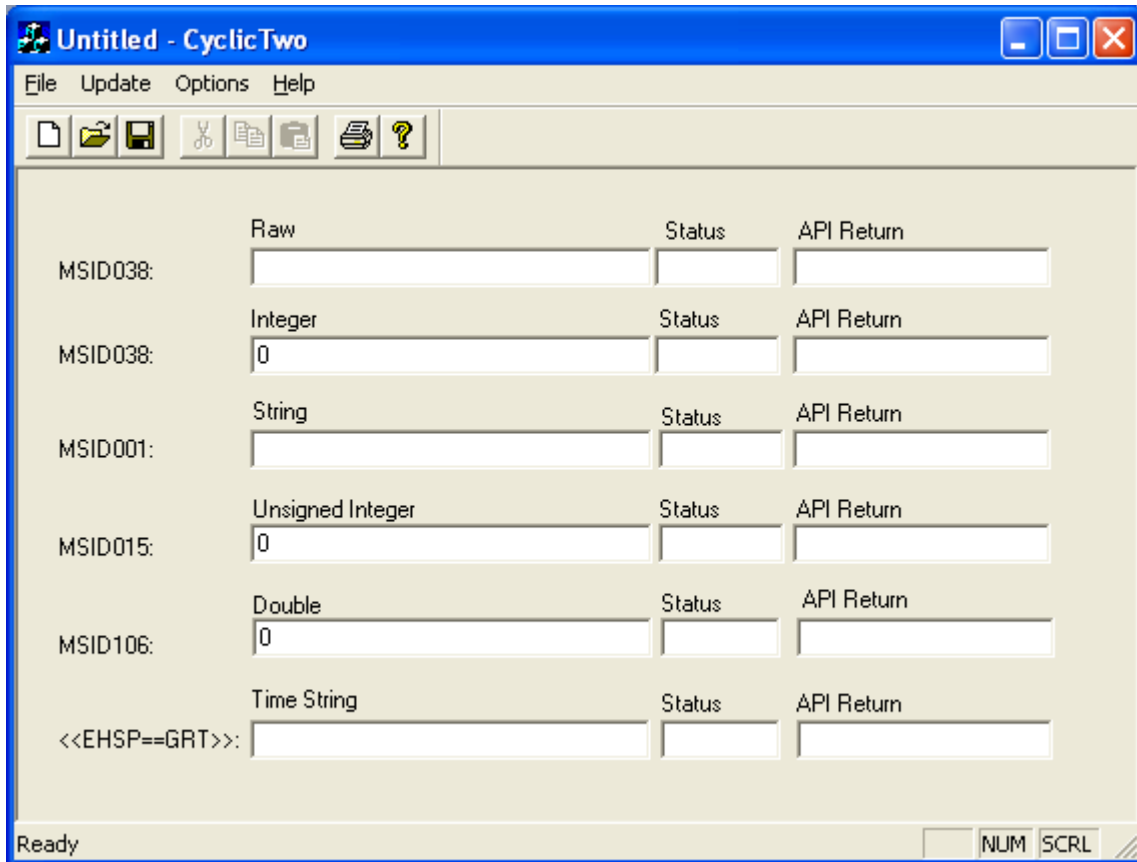 Untitled - CyclicTwo
File Update Options Help
Raw Status API Return
MSID038:
Integer Status API Return
MSID038: 0
String Status API Return
MSID001:
Unsigned Integer Status API Return
MSID015: 0
Double Status API Return
MSID106: 0
Time String Status API Return
<<EHSP==GRT>>:
Ready NUM SCRL